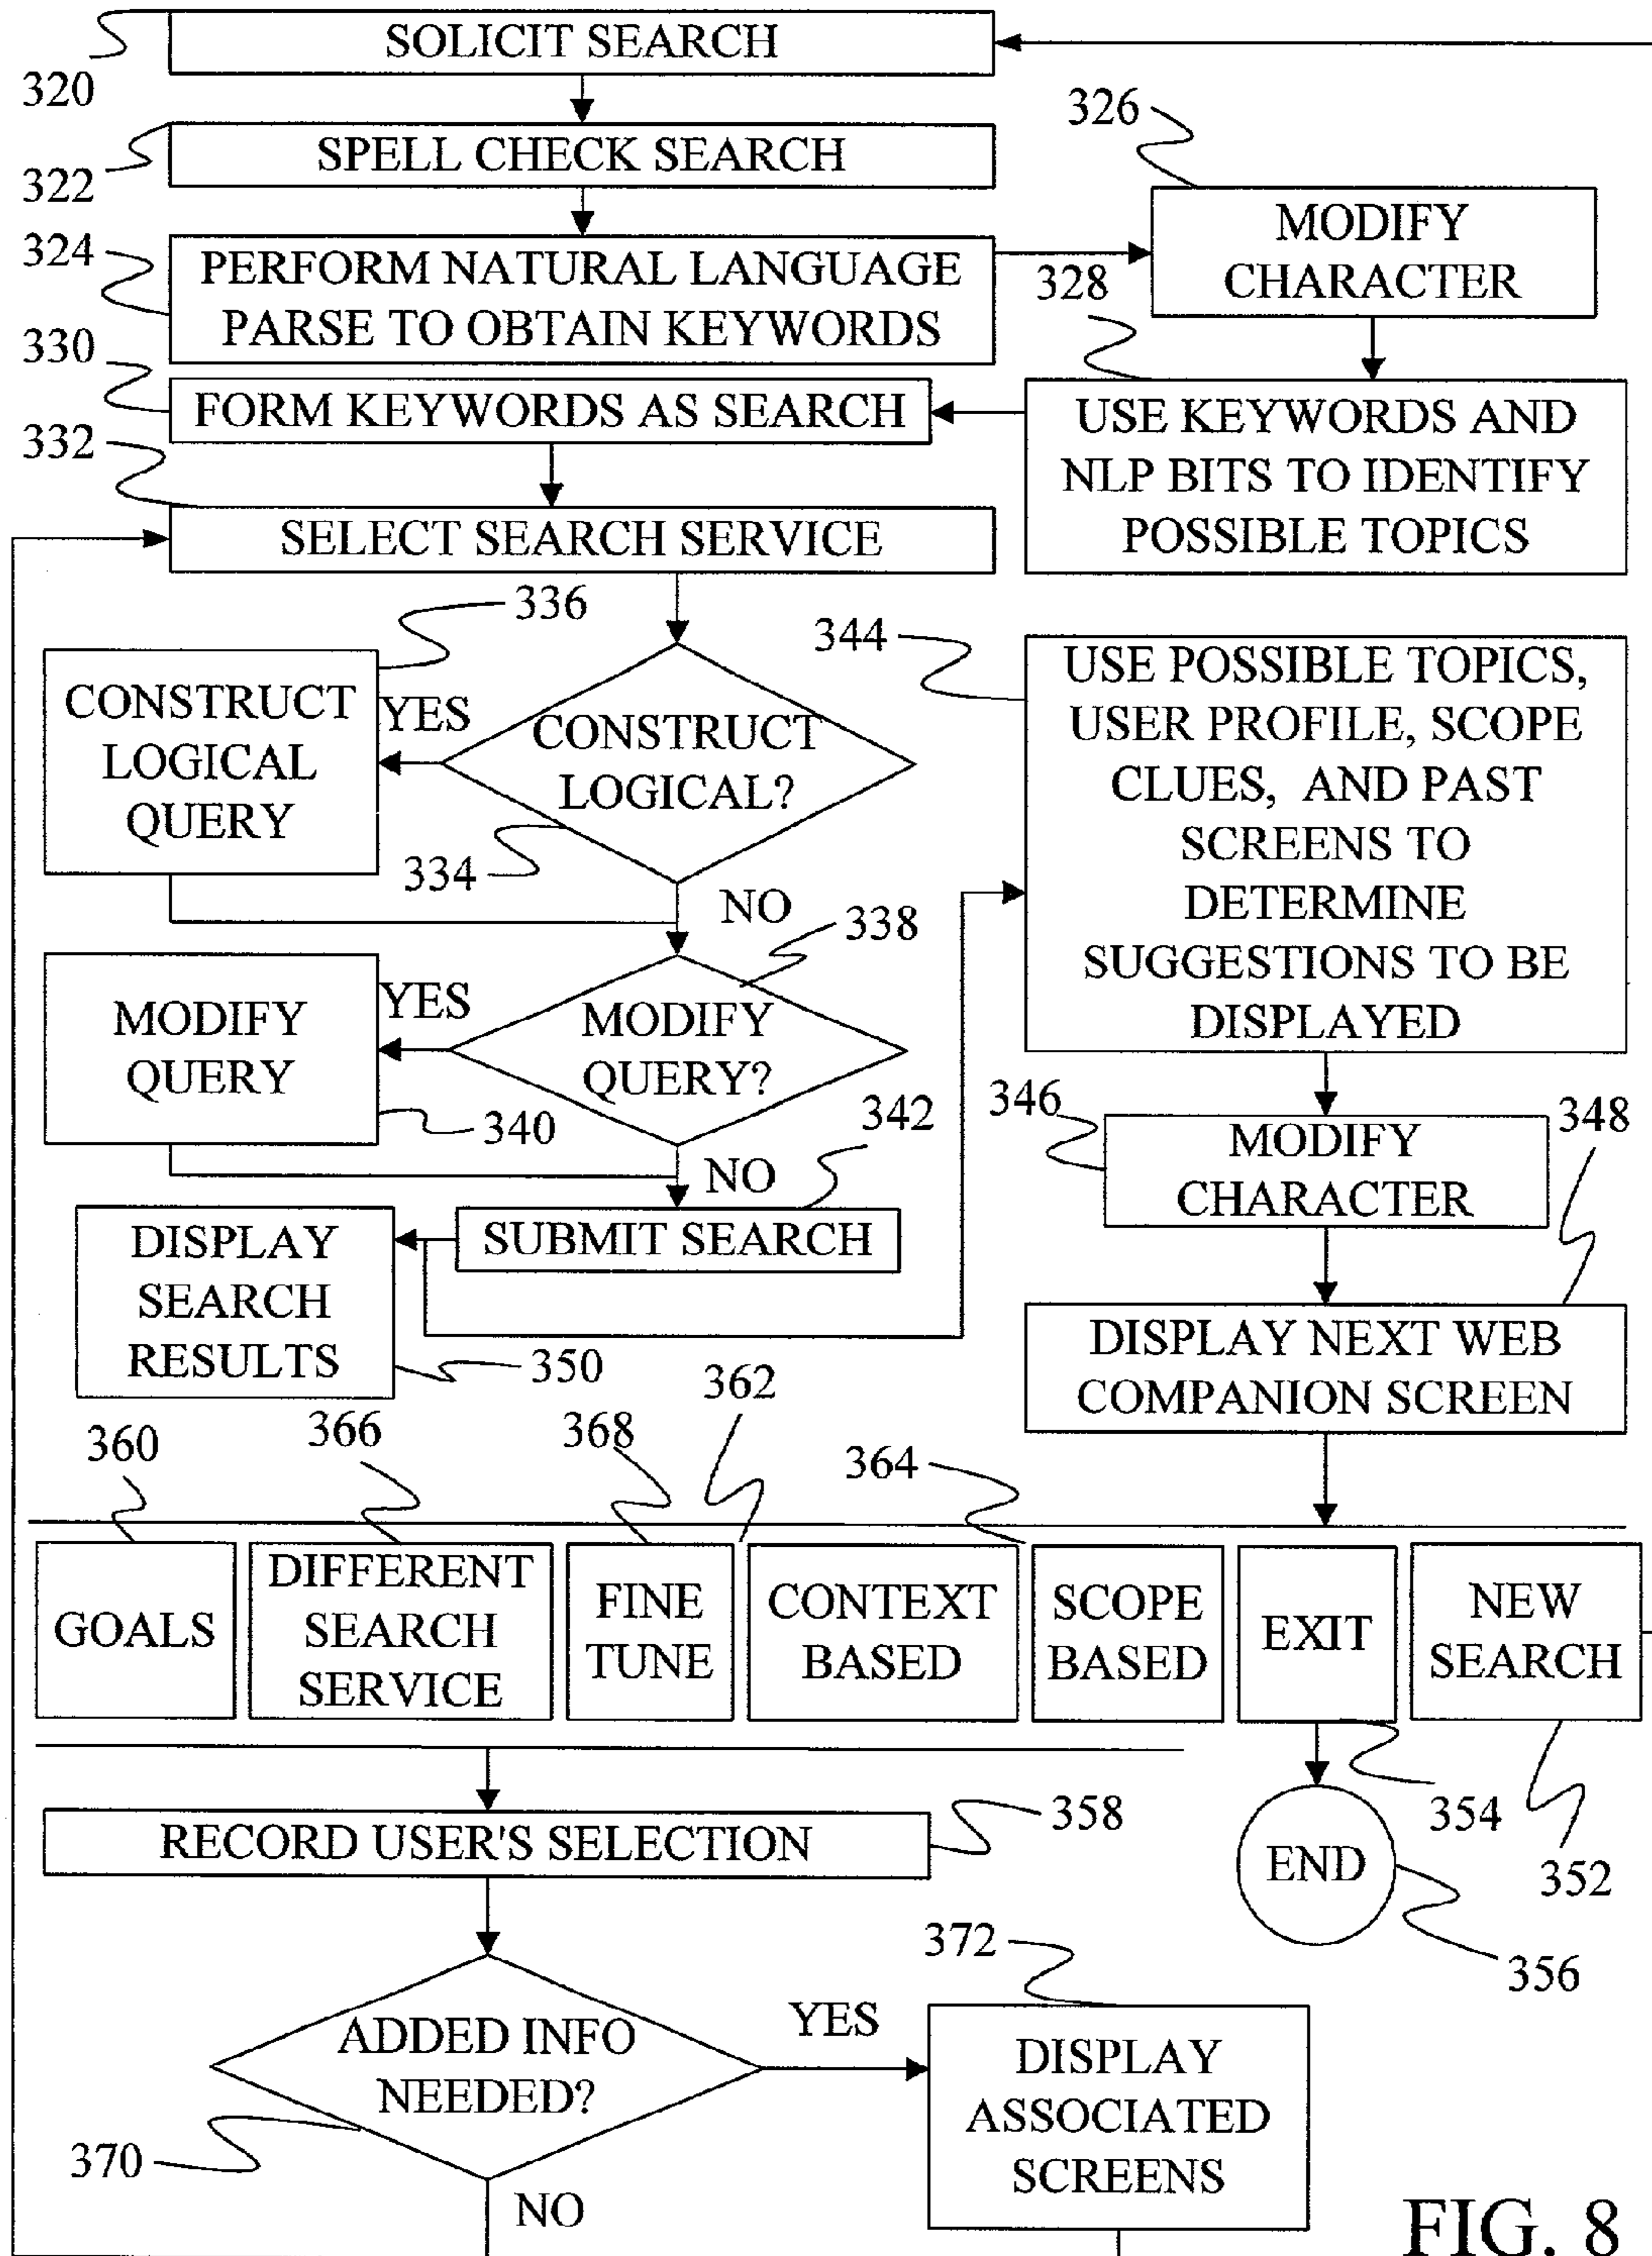 SOLICIT SEARCH
320
SPELL CHECK SEARCH
322
326
MODIFY
CHARACTER
324
PERFORM NATURAL LANGUAGE
PARSE TO OBTAIN KEYWORDS
328
330
FORM KEYWORDS AS SEARCH
USE KEYWORDS AND
NLP BITS TO IDENTIFY
POSSIBLE TOPICS
332
SELECT SEARCH SERVICE
336
CONSTRUCT
LOGICAL
QUERY
YES
CONSTRUCT
LOGICAL?
334
NO
344
USE POSSIBLE TOPICS,
USER PROFILE, SCOPE
CLUES, AND PAST
SCREENS TO
DETERMINE
SUGGESTIONS TO BE
DISPLAYED
338
MODIFY
QUERY
YES
MODIFY
QUERY?
340
NO
342
346
MODIFY
CHARACTER
348
DISPLAY
SEARCH
RESULTS
SUBMIT SEARCH
350
DISPLAY NEXT WEB
COMPANION SCREEN
360
366
368
362
364
GOALS
DIFFERENT
SEARCH
SERVICE
FINE
TUNE
CONTEXT
BASED
SCOPE
BASED
EXIT
NEW
SEARCH
RECORD USER'S SELECTION
358
354
352
END
356
ADDED INFO
NEEDED?
YES
372
DISPLAY
ASSOCIATED
SCREENS
370
NO
FIG. 8